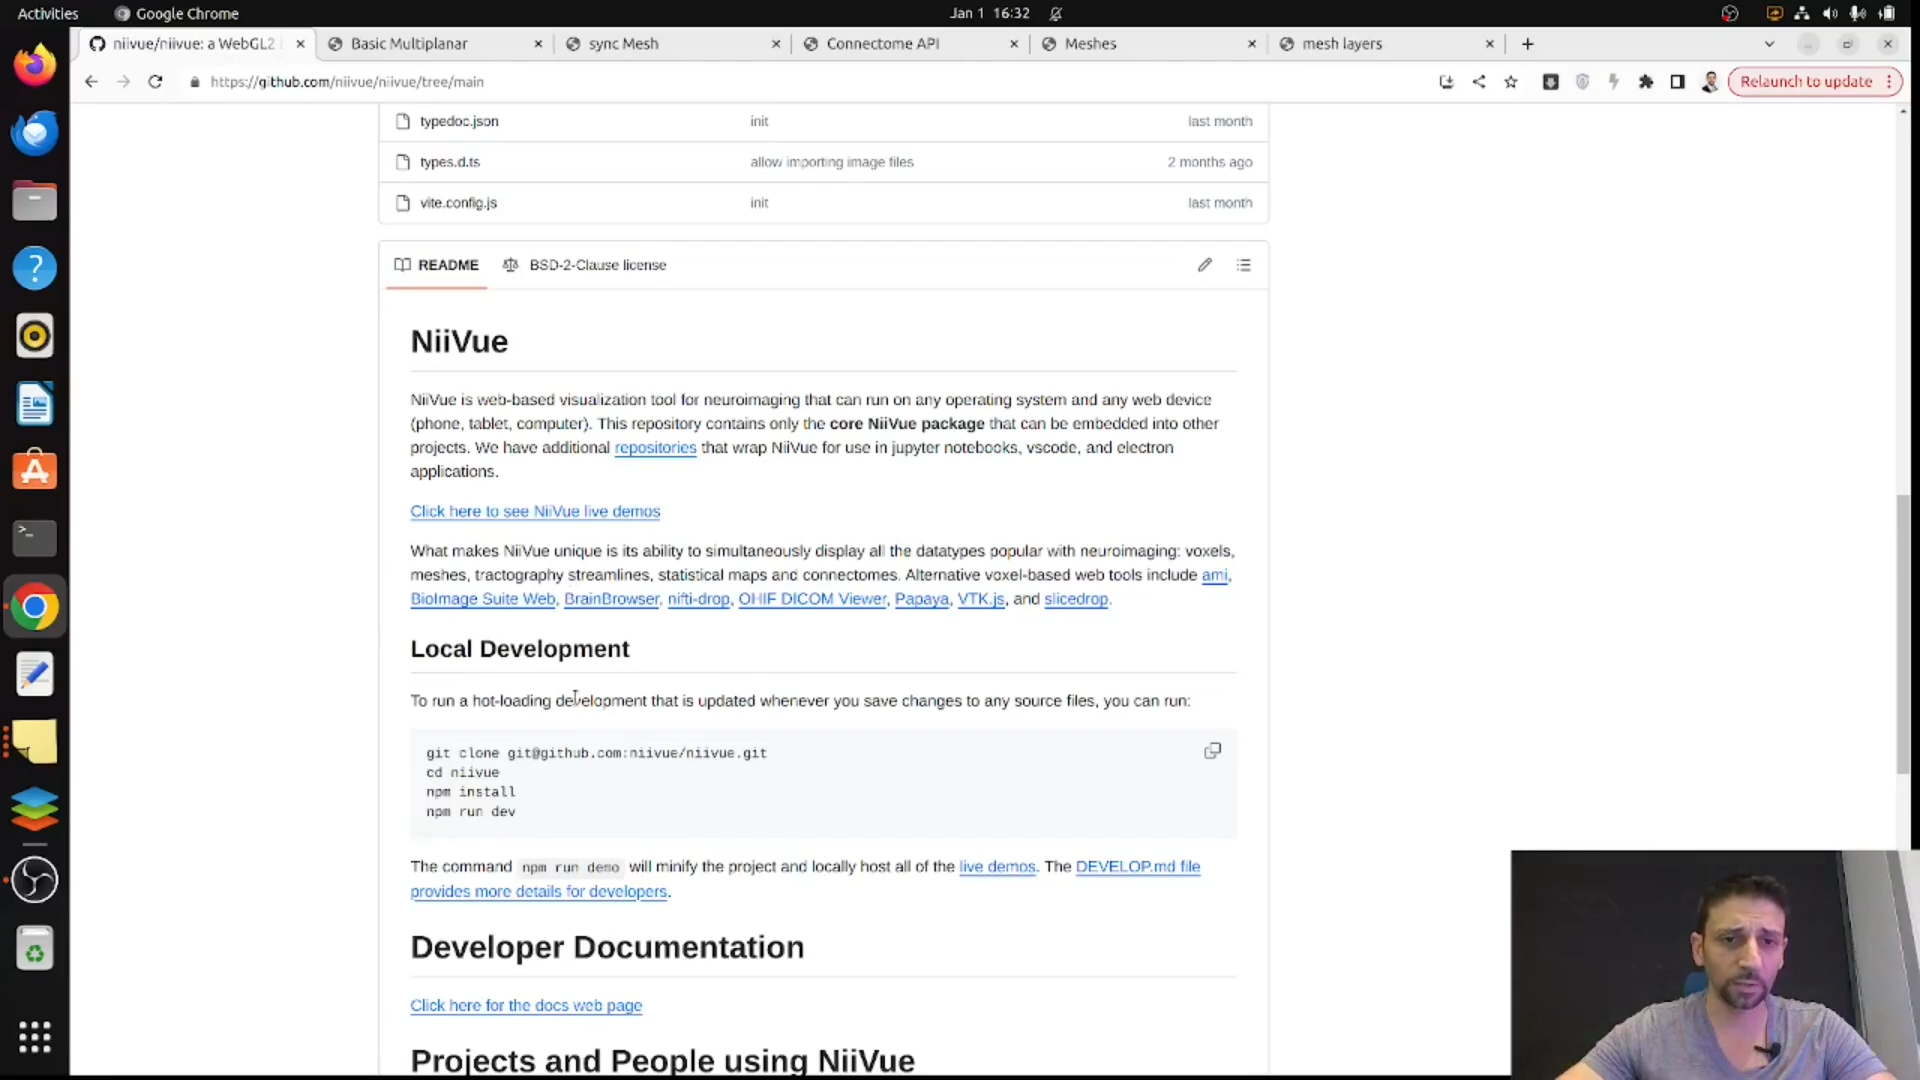 Activities
Google Chrome
Jan 1 16:32
niivue/niivue: a WebGL2
Basic Multiplanar
sync Mesh
Connectome API
Meshes
mesh layers
https://github.com/niivue/niivue/tree/main
Relaunch to update
typedoc.json init last month
types.d.ts allow importing image files 2 months ago
vite.config.js init last month
README BSD-2-Clause license
NiiVue
NiiVue is web-based visualization tool for neuroimaging that can run on any operating system and any web device
(phone, tablet, computer). This repository contains only the core NiiVue package that can be embedded into other
projects. We have additional repositories that wrap NiiVue for use in jupyter notebooks, vscode, and electron
applications.
Click here to see NiiVue live demos
What makes NiiVue unique is its ability to simultaneously display all the datatypes popular with neuroimaging: voxels,
meshes, tractography streamlines, statistical maps and connectomes. Alternative voxel-based web tools include ami,
BioImage Suite Web, BrainBrowser, nifti-drop, OHIF DICOM Viewer, Papaya, VTK.js, and slicedrop.
Local Development
To run a hot-loading development that is updated whenever you save changes to any source files, you can run:
git clone git@github.com:niivue/niivue.git
cd niivue
npm install
npm run dev
The command npm run demo will minify the project and locally host all of the live demos. The DEVELOP.md file
provides more details for developers.
Developer Documentation
Click here for the docs web page
Projects and People using NiiVue